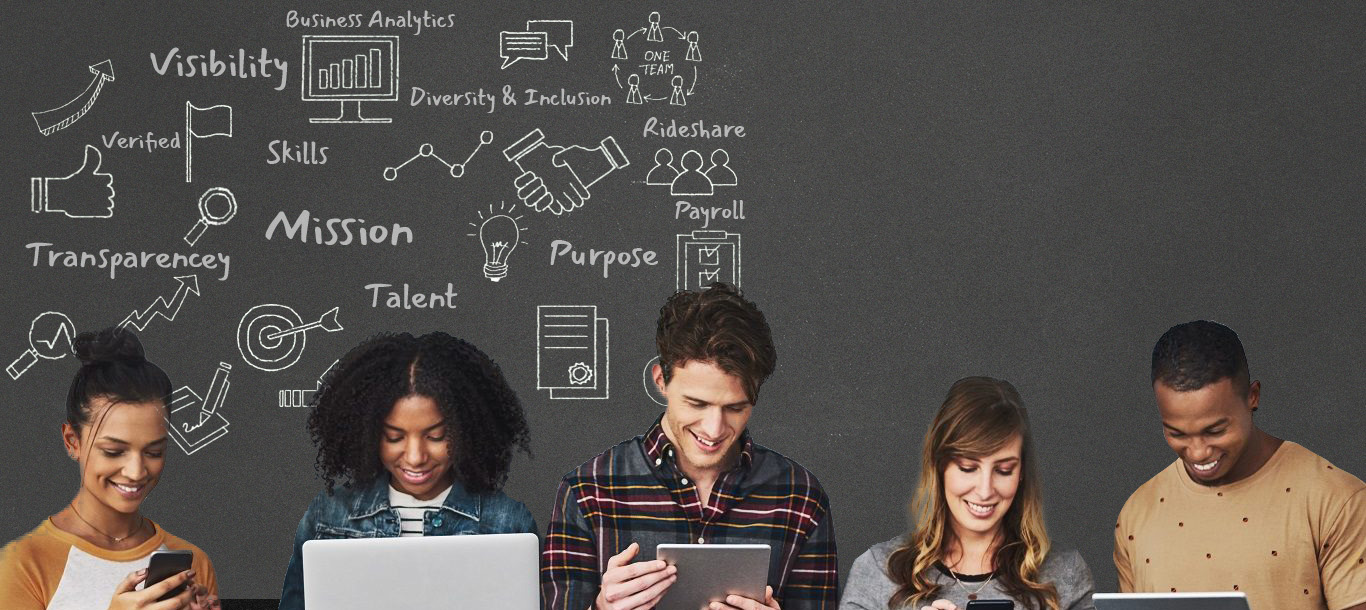 Business Analytics
Visibility
ONE
TEAM
Diversity & Inclusion
Rideshare
Verified
Skills
Payroll
Mission
Transparencey
Purpose
Talent